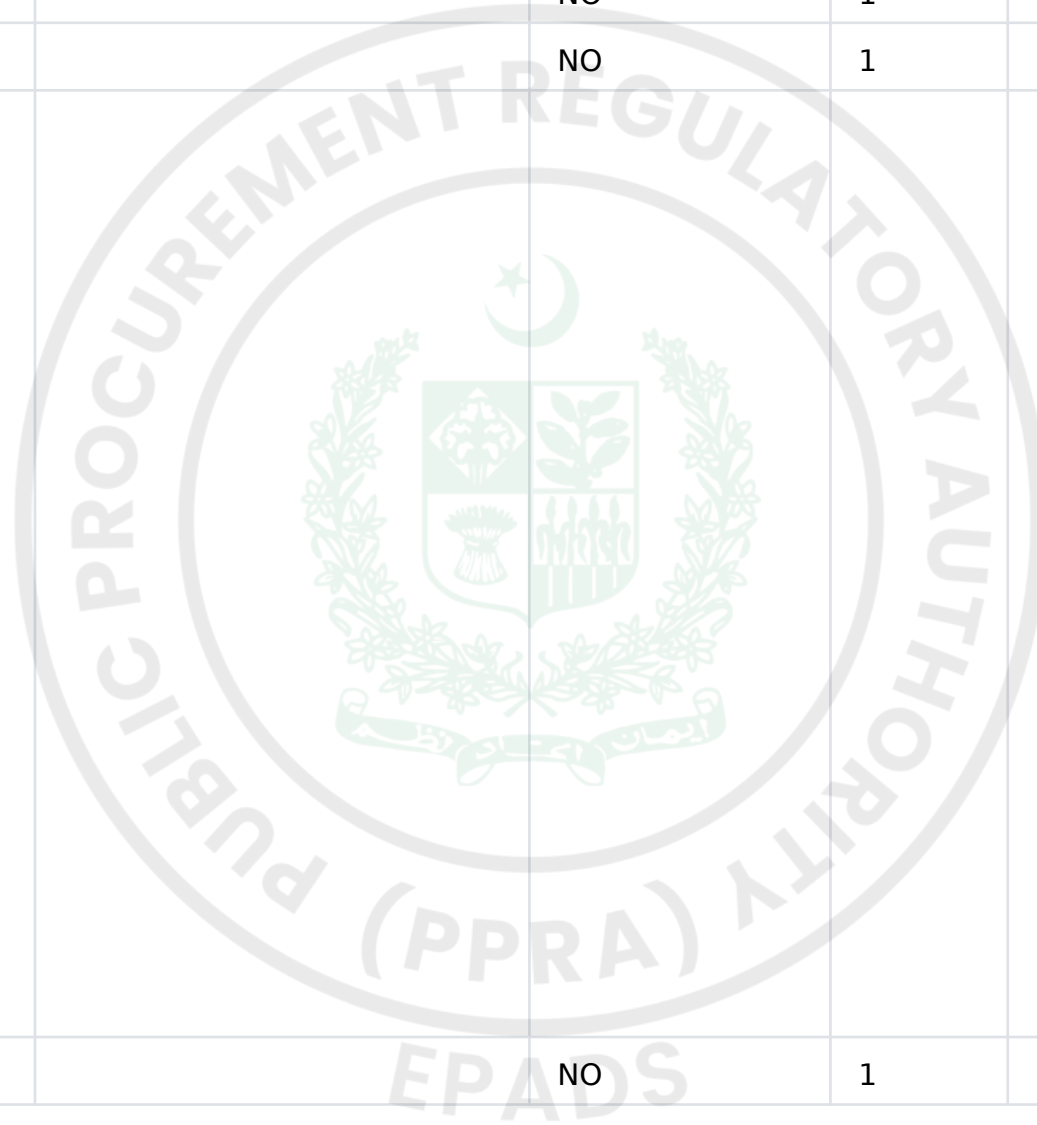 NO 1
NO 1
PUBLIC PROCUREMENT REGULATORY AUTHORITY
(PPRA)
NO 1
EPADS